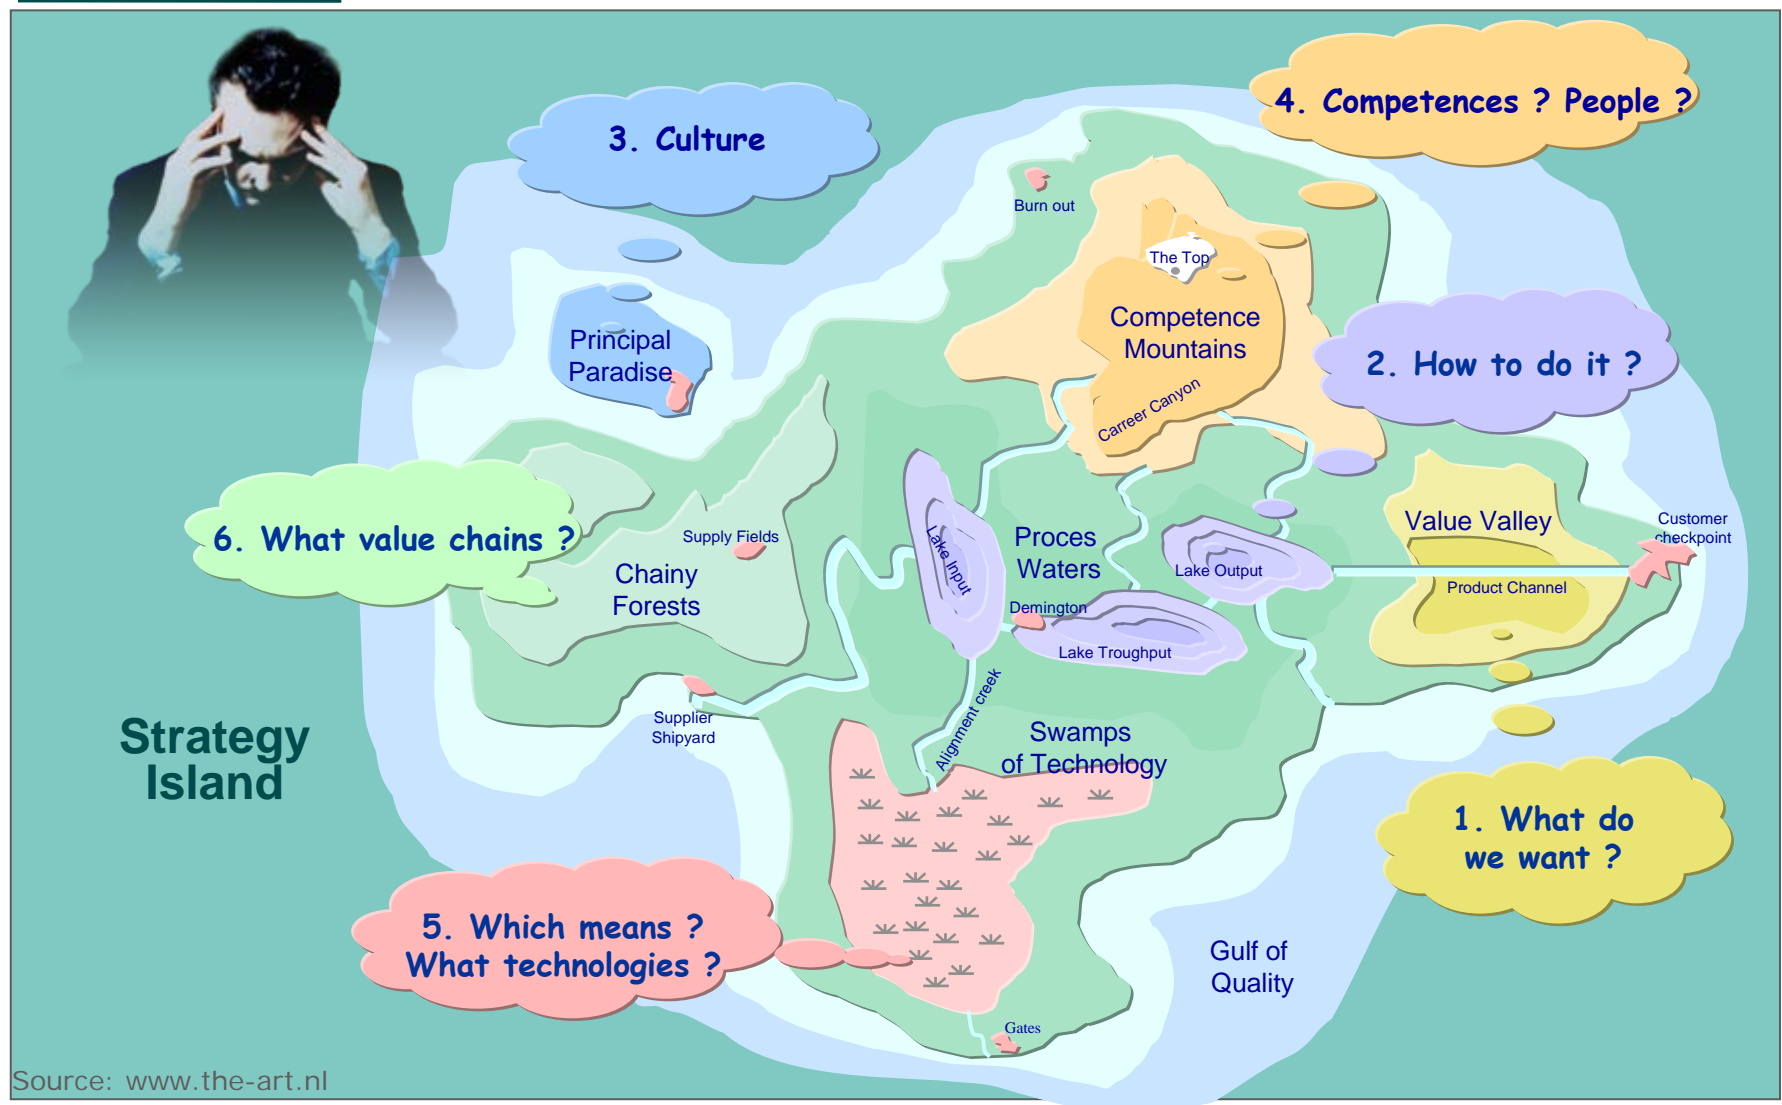 3. Culture
4. Competences ? People ?
Burn out
The Top
Principal
Paradise
Competence
Mountains
Carreer Canyon
2. How to do it ?
6. What value chains ?
Supply Fields
Chainy
Forests
Lake Input
Proces
Waters
Demington
Lake Output
Lake Troughput
Value Valley
Product Channel
Customer
checkpoint
Supplier
Shipyard
Alignment creek
Swamps
of Technology
Strategy
Island
1. What do
we want ?
5. Which means ?
What technologies ?
Gulf of
Quality
Gates
Source: www.the-art.nl